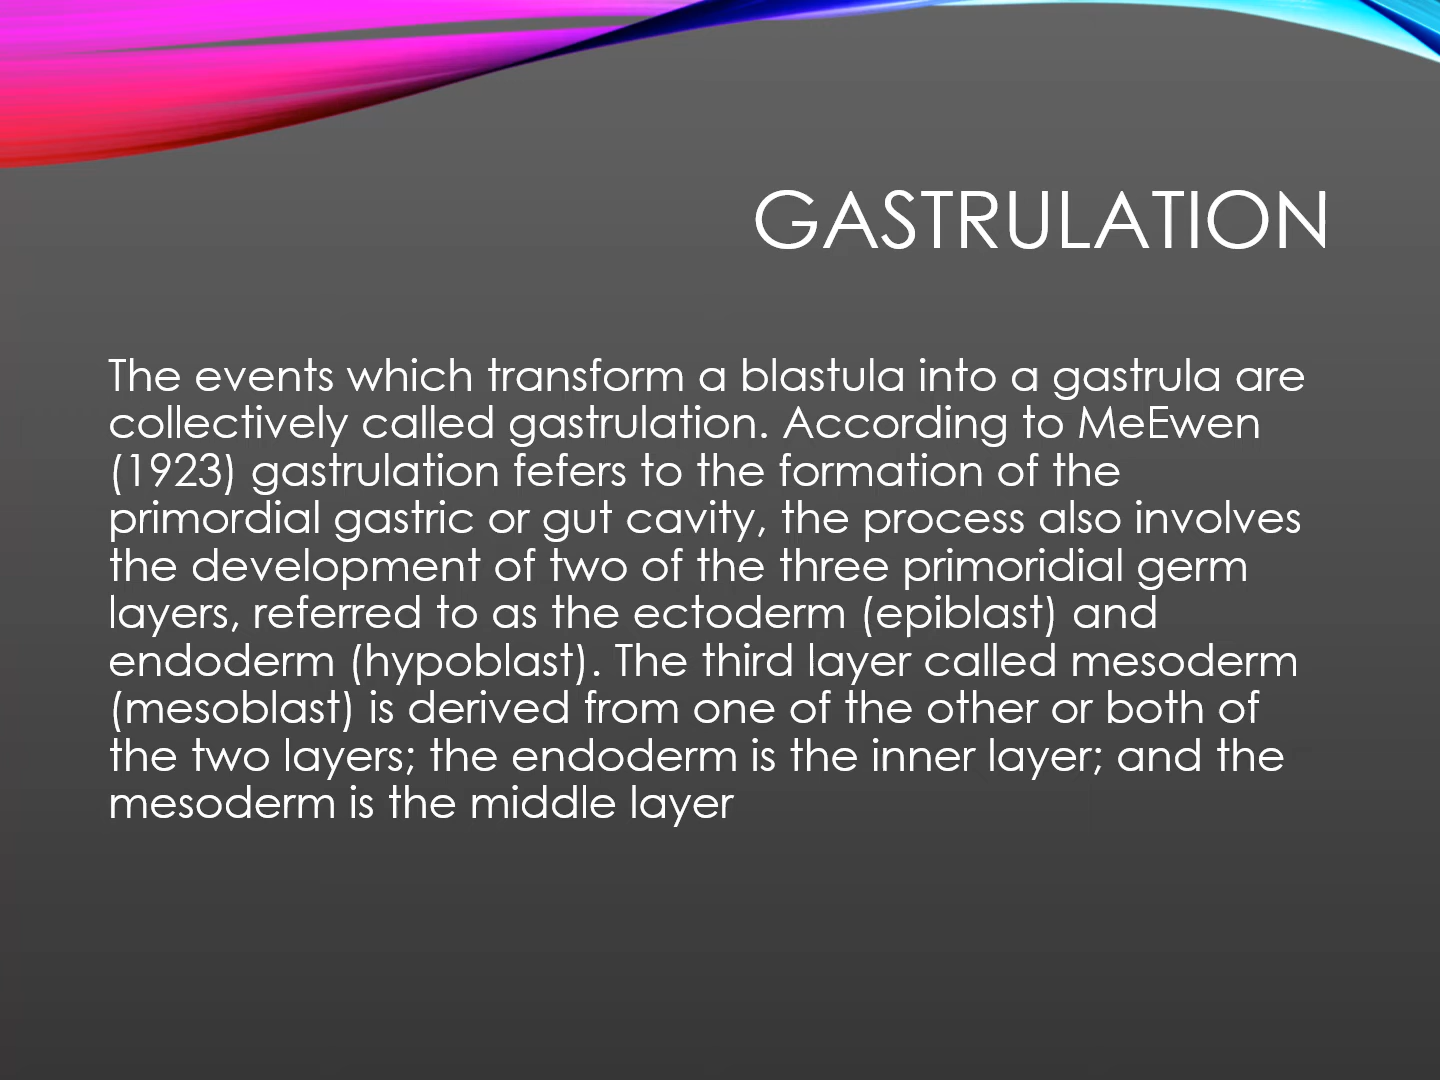 GASTRULATION
The events which transform a blastula into a gastrula are
collectively called gastrulation. According to MeEwen
(1923) gastrulation fefers to the formation of the
primordial gastric or gut cavity, the process also involves
the development of two of the three primoridial germ
layers, referred to as the ectoderm (epiblast) and
endoderm (hypoblast). The third layer called mesoderm
(mesoblast) is derived from one of the other or both of
the two layers; the endoderm is the inner layer; and the
mesoderm is the middle layer